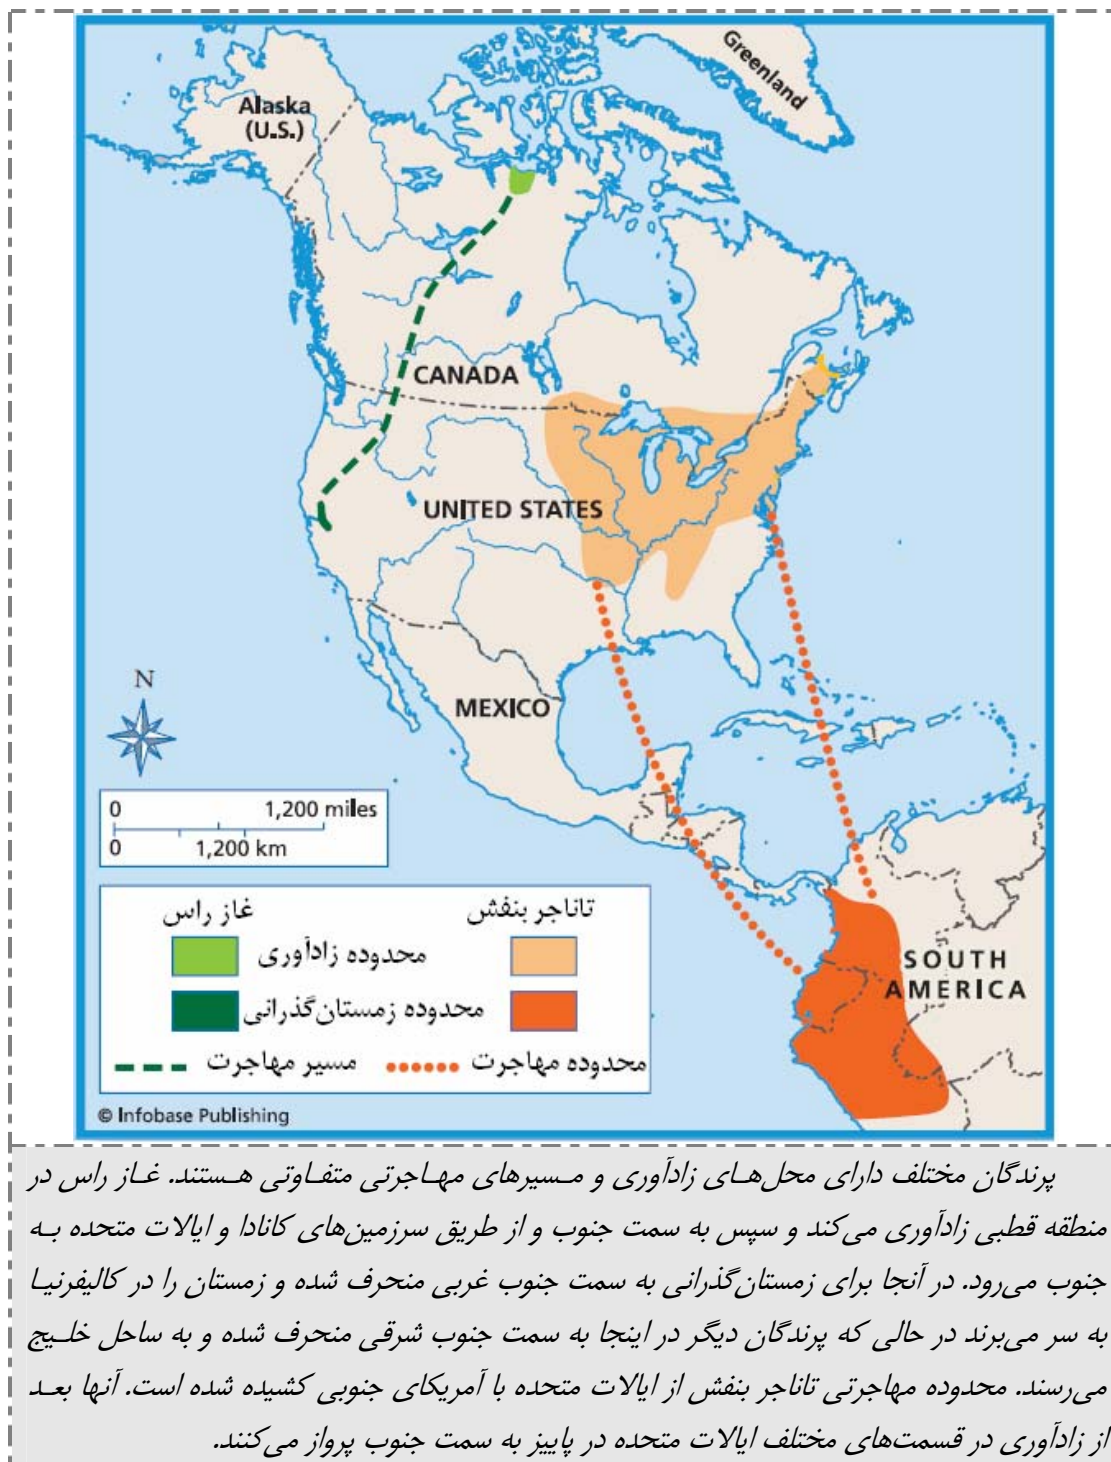 Greenland
Alaska
(U.S.)
CANADA
UNITED STATES
MEXICO
N
0 1,200 miles
0 1,200 km
SOUTH
AMERICA
غاز راس تاناجر بنفش
محدوده زادآوری
محدوده زمستان‌گذرانی
مسیر مهاجرت محدوده مهاجرت
© Infobase Publishing
پرندگان مختلف دارای محل‌های زادآوری و مسیرهای مهاجرتی متفاوتی هستند. غاز راس در
منطقه قطبی زادآوری می‌کند و سپس به سمت جنوب و از طریق سرزمین‌های کانادا و ایالات متحده به
جنوب می‌رود. در آنجا برای زمستان‌گذرانی به سمت جنوب غربی منحرف شده و زمستان را در کالیفرنیا
به سر می‌برند در حالی که پرندگان دیگر در اینجا به سمت جنوب شرقی منحرف شده و به ساحل خلیج
می‌رسند. محدوده مهاجرتی تاناجر بنفش از ایالات متحده با آمریکای جنوبی کشیده شده است. آنها بعد
از زادآوری در قسمت‌های مختلف ایالات متحده در پاییز به سمت جنوب پرواز می‌کنند.